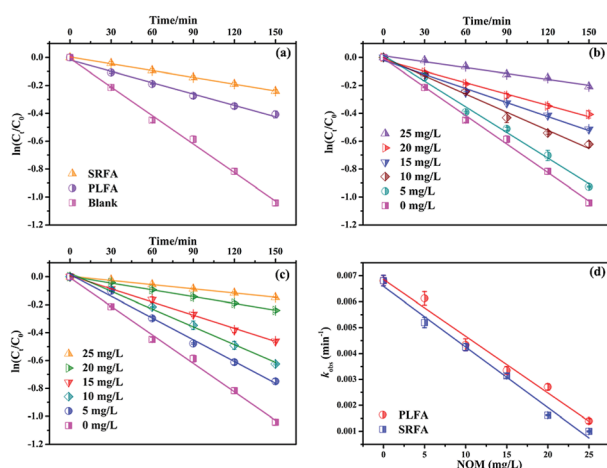 Time/min
0 30 60 90 120 150
(a)
ln(Ct/C0)
0.0
-0.2
-0.4
-0.6
-0.8
-1.0
-1.2
SRFA
PLFA
Blank
Time/min
0 30 60 90 120 150
(b)
ln(Ct/C0)
0.0
-0.2
-0.4
-0.6
-0.8
-1.0
-1.2
25 mg/L
20 mg/L
15 mg/L
10 mg/L
5 mg/L
0 mg/L
Time/min
0 30 60 90 120 150
(c)
ln(Ct/C0)
0.0
-0.2
-0.4
-0.6
-0.8
-1.0
-1.2
25 mg/L
20 mg/L
15 mg/L
10 mg/L
5 mg/L
0 mg/L
(d)
kobs (min-1)
0.007
0.006
0.005
0.004
0.003
0.002
0.001
PLFA
SRFA
0 5 10 15 20 25
NOM (mg/L)